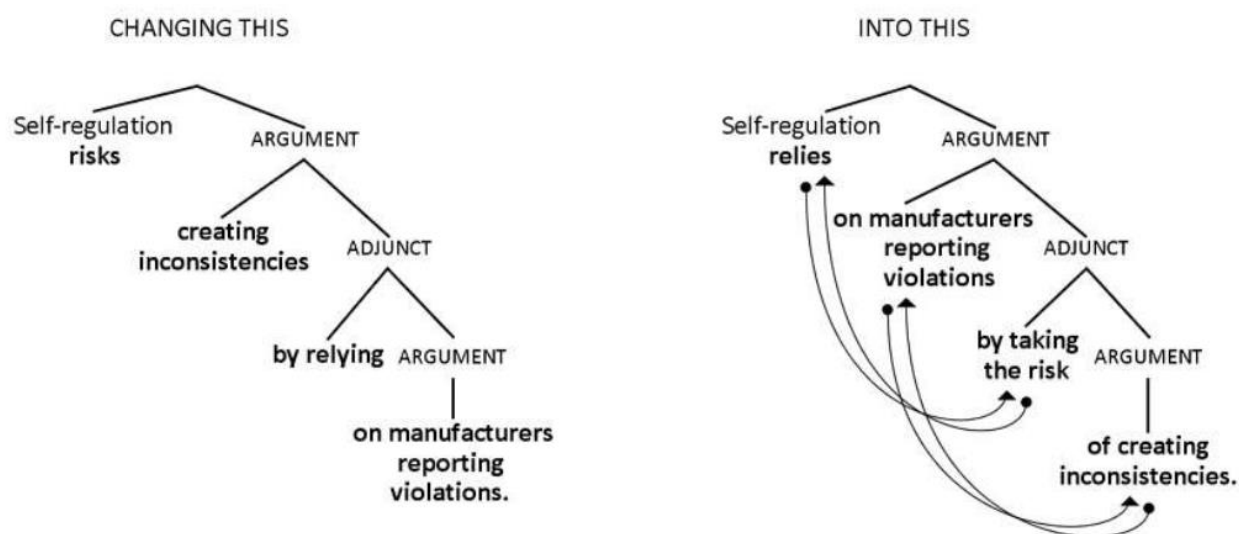 CHANGING THIS
Self-regulation
risks
ARGUMENT
creating
inconsistencies
ADJUNCT
by relying
ARGUMENT
on manufacturers
reporting
violations.
INTO THIS
Self-regulation
relies
ARGUMENT
on manufacturers
reporting
violations
ADJUNCT
by taking
the risk
ARGUMENT
of creating
inconsistencies.